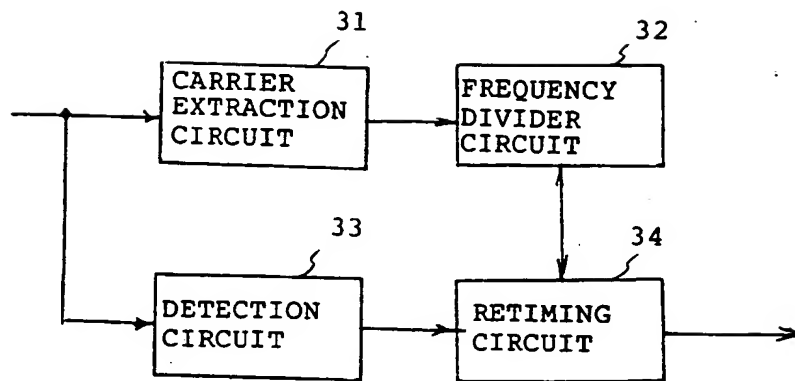 31
CARRIER
EXTRACTION
CIRCUIT
32
FREQUENCY
DIVIDER
CIRCUIT
33
DETECTION
CIRCUIT
34
RETIMING
CIRCUIT